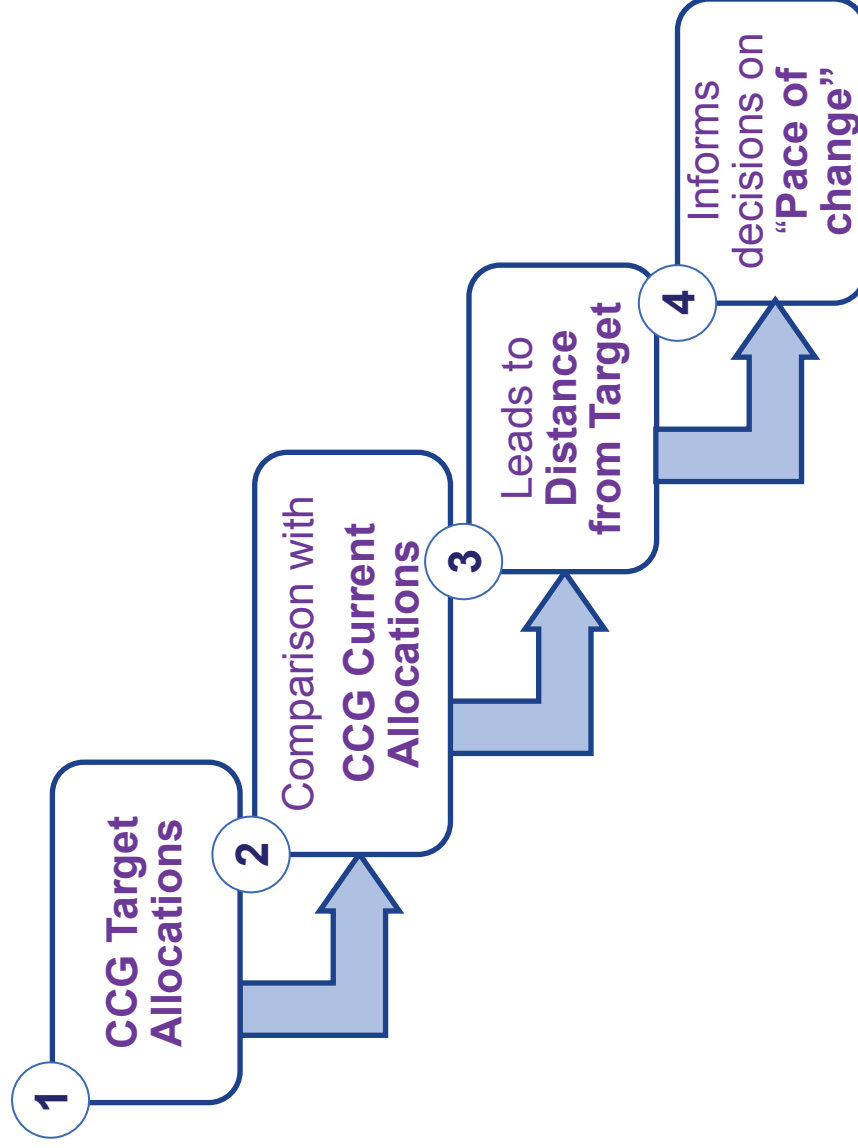 1
CCG Target
Allocations
2
Comparison with
CCG Current
Allocations
3
Leads to
Distance
from Target
4
Informs
decisions on
“Pace of
change”